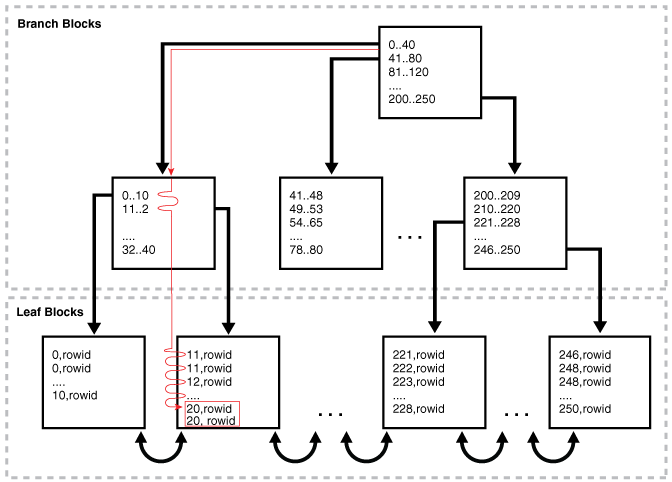 Branch Blocks
0..40
41..80
81..120
....
200..250
0..10
11..2
....
32..40
41..48
49..53
54..65
....
78..80
...
200..209
210..220
221..228
....
246..250
Leaf Blocks
0,rowid
0,rowid
....
10,rowid
11,rowid
11,rowid
12,rowid
....
20,rowid
20, rowid
...
221,rowid
222,rowid
223,rowid
....
228,rowid
...
246,rowid
248,rowid
248,rowid
....
250,rowid